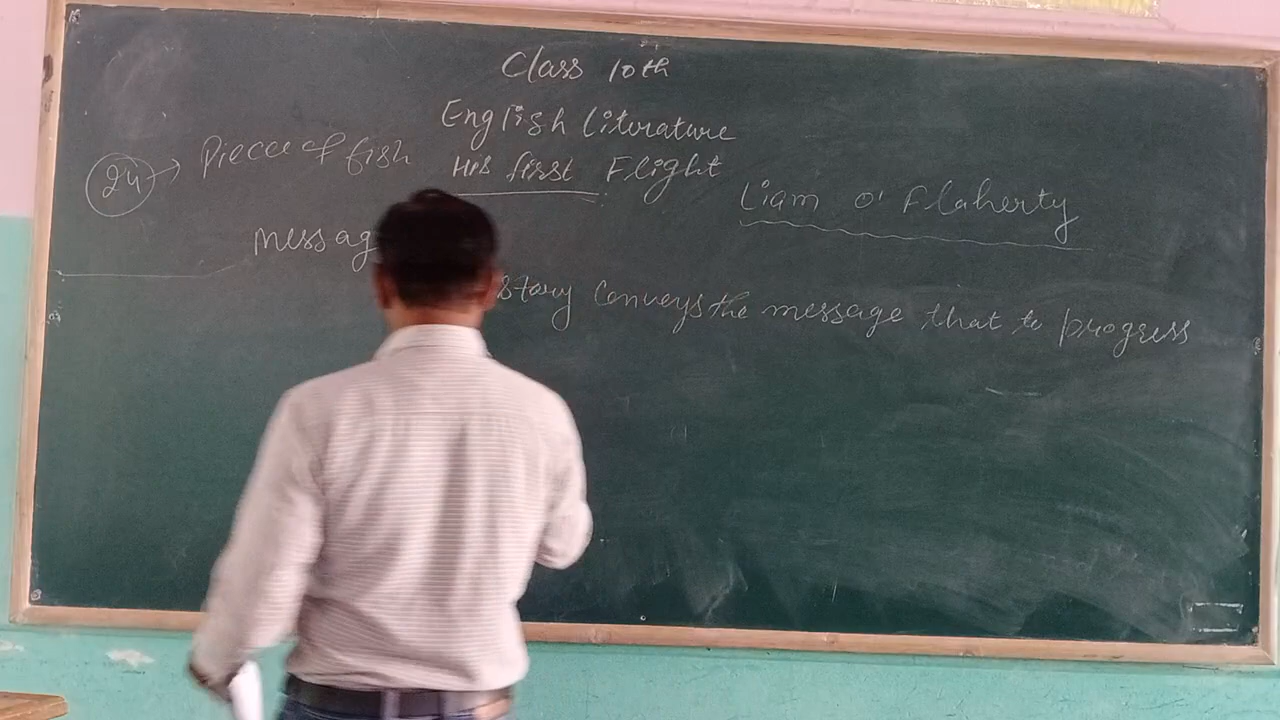 Class 10th
English Literature
24 → Piece of fish
His first Flight
Liam o' Flaherty
messag
story conveys the message that to progress